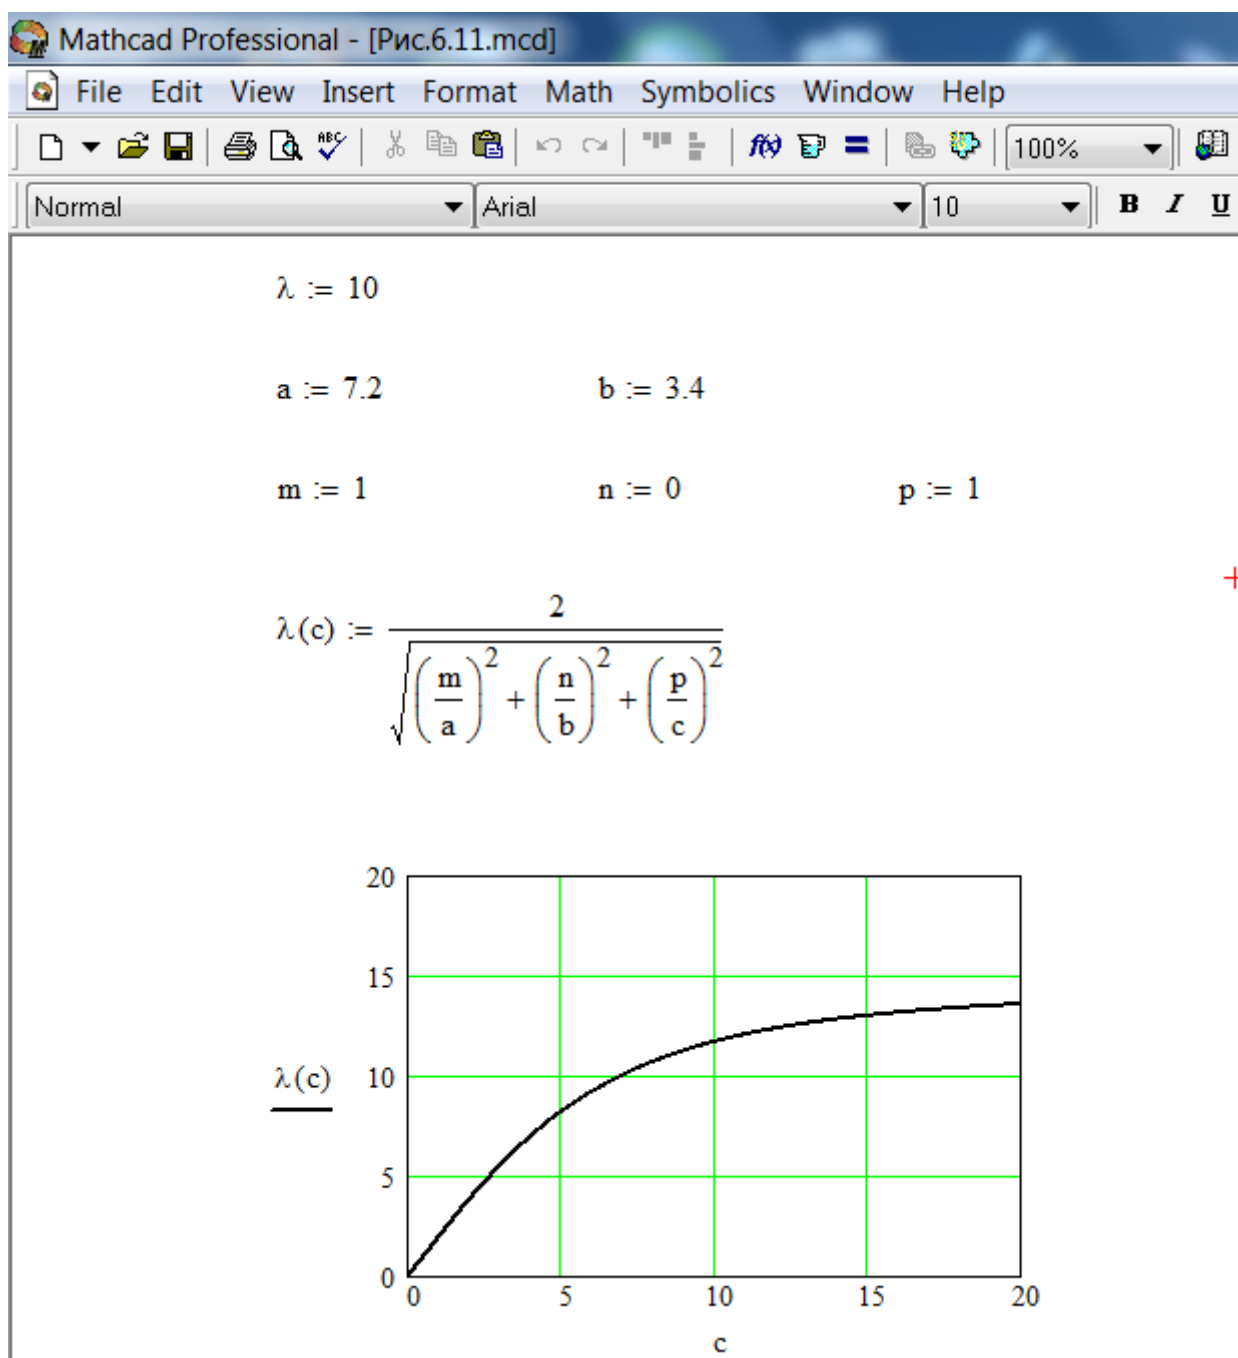 Mathcad Professional - [Рис.6.11.mcd]
File Edit View Insert Format Math Symbolics Window Help
ABC f(x) 100%
Normal Arial 10 B I U
λ := 10
a := 7.2 b := 3.4
m := 1 n := 0 p := 1
λ(c) := 2 / √((m/a)² + (n/b)² + (p/c)²)
20
15
λ(c) 10
5
0
0 5 10 15 20
c